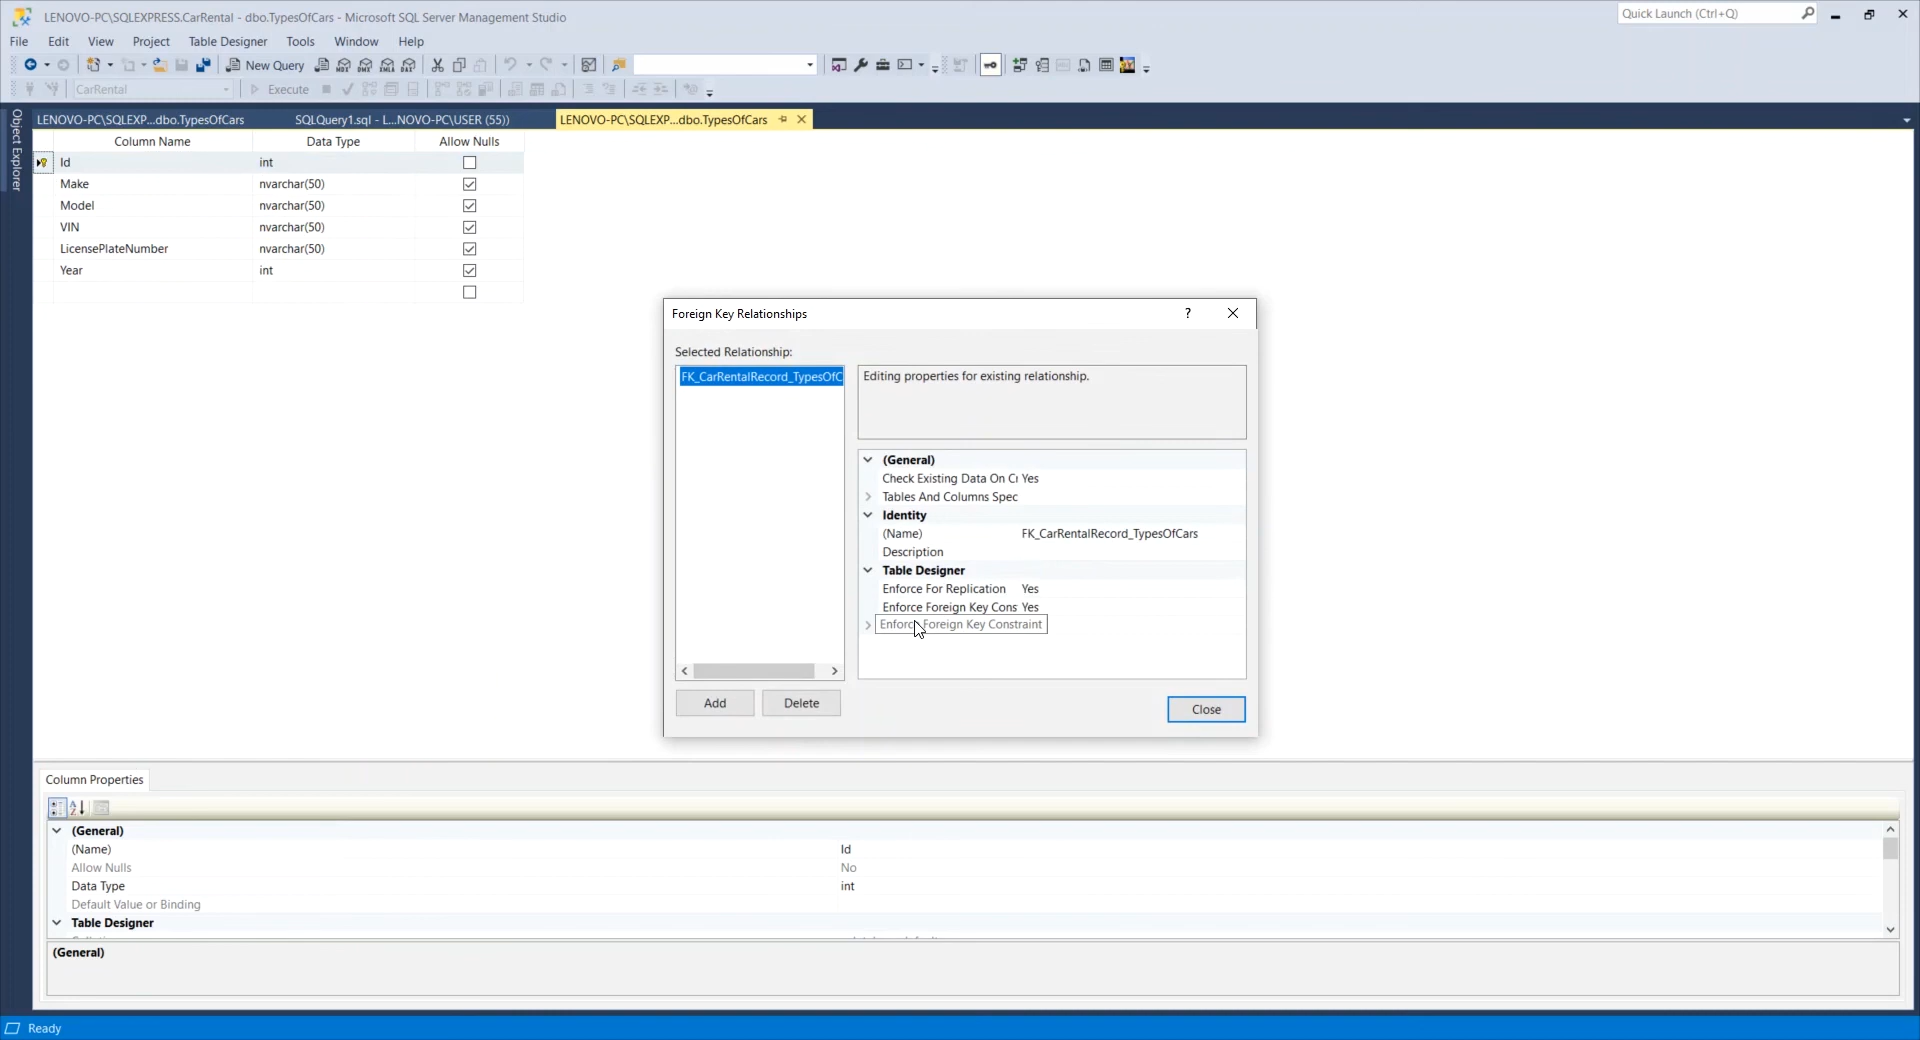 LENOVO-PC\SQLEXPRESS.CarRental - dbo.TypesOfCars - Microsoft SQL Server Management Studio
Quick Launch (Ctrl+Q)
File Edit View Project Table Designer Tools Window Help
New Query
CarRental Execute
Object Explorer
LENOVO-PC\SQLEXP...dbo.TypesOfCars SQLQuery1.sql - L...NOVO-PC\USER (55)) LENOVO-PC\SQLEXP...dbo.TypesOfCars
Column Name Data Type Allow Nulls
Id int
Make nvarchar(50)
Model nvarchar(50)
VIN nvarchar(50)
LicensePlateNumber nvarchar(50)
Year int
Foreign Key Relationships ?
Selected Relationship:
FK_CarRentalRecord_TypesOfC
Editing properties for existing relationship.
(General)
Check Existing Data On Cr Yes
Tables And Columns Spec
Identity
(Name) FK_CarRentalRecord_TypesOfCars
Description
Table Designer
Enforce For Replication Yes
Enforce Foreign Key Cons Yes
Enforce Foreign Key Constraint
Add Delete Close
Column Properties
(General)
(Name) Id
Allow Nulls No
Data Type int
Default Value or Binding
Table Designer
(General)
Ready